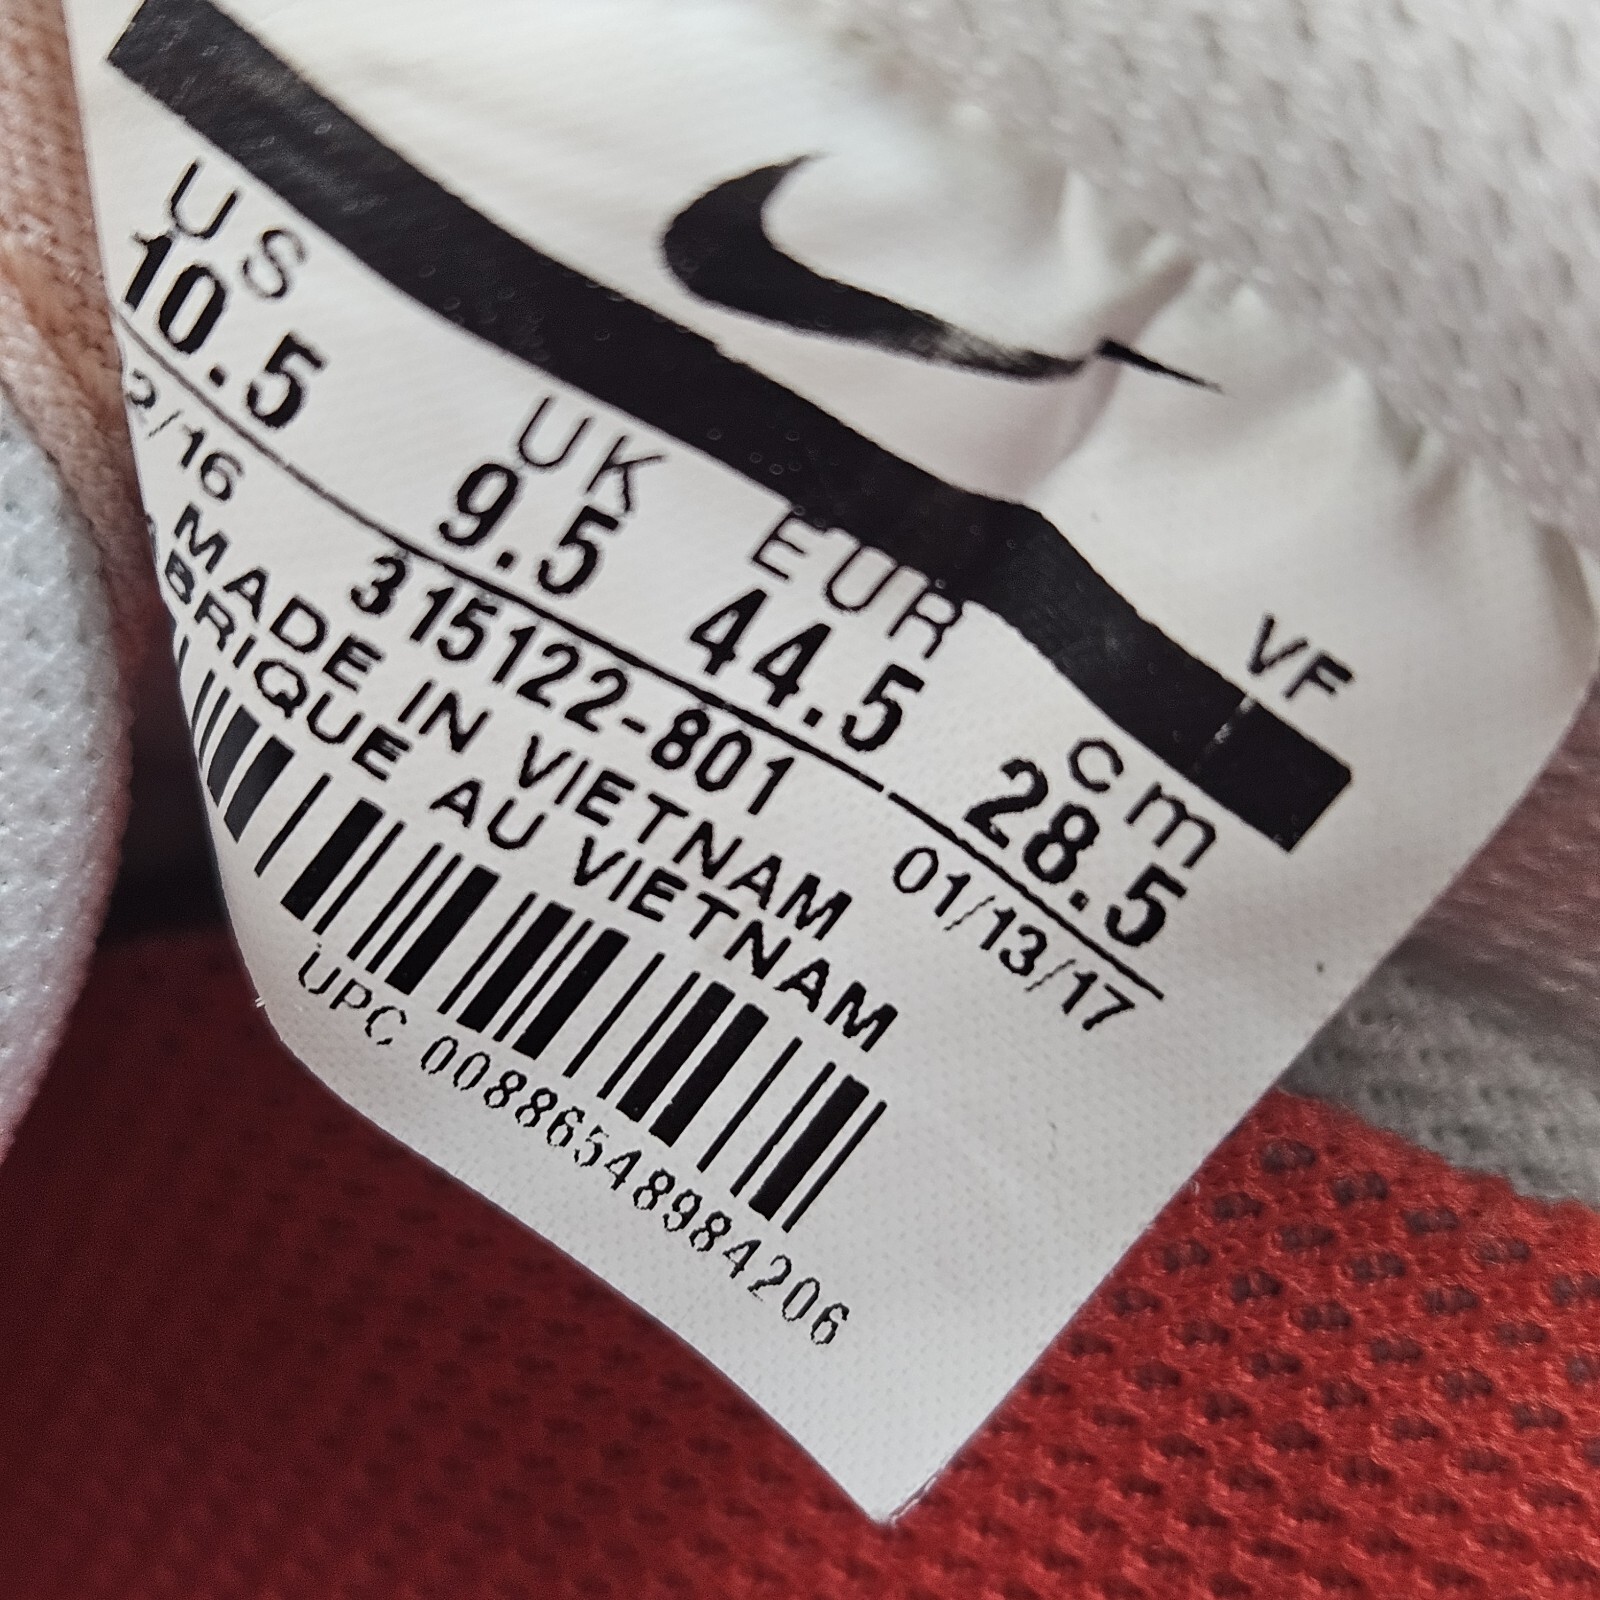 VF
US UK EUR cm
10.5 9.5 44.5 28.5
2/16 315122-801 01/13/17
MADE IN VIETNAM
BRIQUE AU VIETNAM
UPC 00886548984206